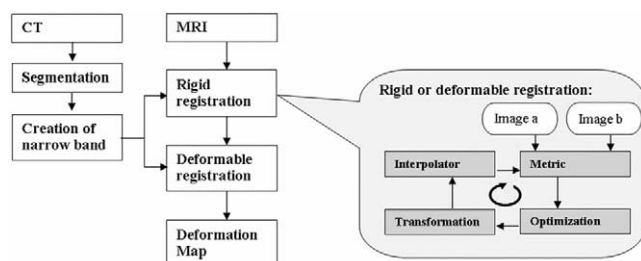 CT
MRI
Segmentation
Creation of
narrow band
Rigid
registration
Deformable
registration
Deformation
Map
Rigid or deformable registration:
Image a
Image b
Interpolator
Metric
Transformation
Optimization